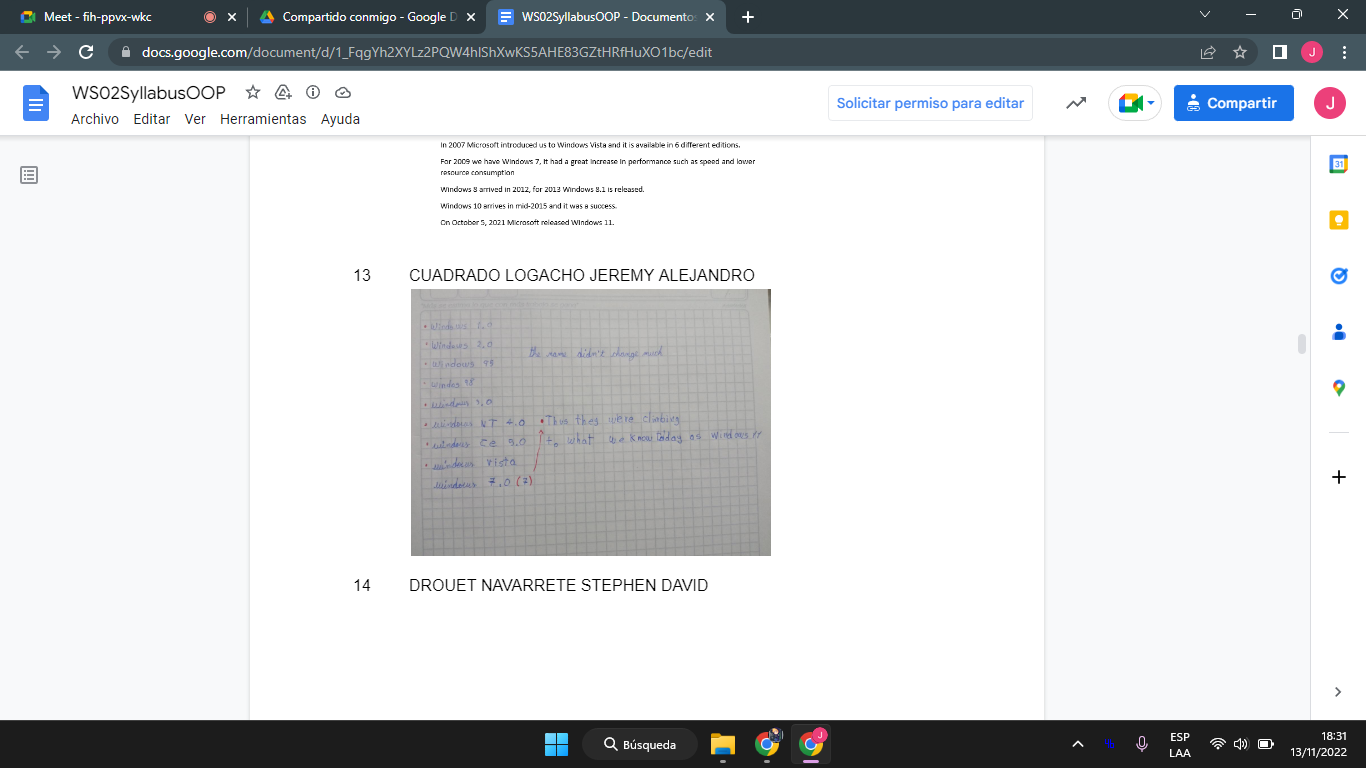 Meet - fih-ppvx-wkc
Compartido conmigo - Google D
WS02SyllabusOOP - Documentos
docs.google.com/document/d/1_FqgYh2XYLz2PQW4hlShXwKS5AHE83GZtHRfHuXO1bc/edit
J
WS02SyllabusOOP
Archivo Editar Ver Herramientas Ayuda
Solicitar permiso para editar
Compartir
J
31
In 2007 Microsoft introduced us to Windows Vista and it is available in 6 different editions.
For 2009 we have Windows 7, it had a great increase in performance such as speed and lower
resource consumption
Windows 8 arrived in 2012, for 2013 Windows 8.1 is released.
Windows 10 arrives in mid-2015 and it was a success.
On October 5, 2021 Microsoft released Windows 11.
13 CUADRADO LOGACHO JEREMY ALEJANDRO
• Windows 1.0
• Windows 2.0
the name didn't change much
• windows
• windes
• windows
• windows NT 4.0 • Thus they were climbing
• windows ce 3.0 to what we know today as windows 11
• windows vista
windows 7.0 (7)
14 DROUET NAVARRETE STEPHEN DAVID
Búsqueda
J
ESP
LAA
18:31
13/11/2022